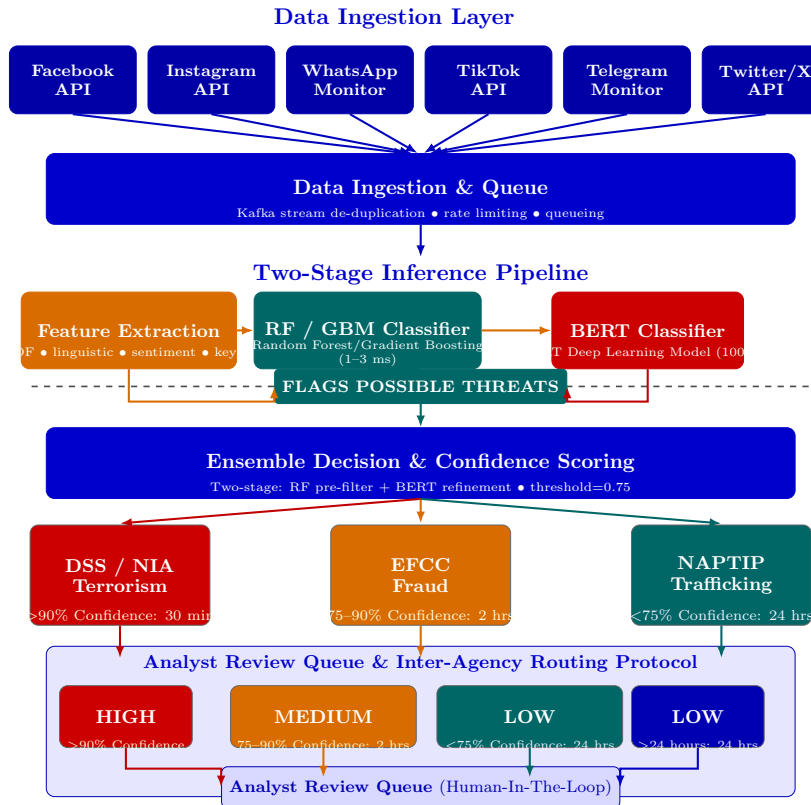 Data Ingestion Layer
Facebook
API
Instagram
API
WhatsApp
Monitor
TikTok
API
Telegram
Monitor
Twitter/X
API
Data Ingestion & Queue
Kafka stream de-duplication • rate limiting • queueing
Two-Stage Inference Pipeline
Feature Extraction
• linguistic • sentiment •
RF / GBM Classifier
Random Forest/Gradient Boosting
(1–3 ms)
BERT Classifier
Deep Learning Model (100
FLAGS POSSIBLE THREATS
Ensemble Decision & Confidence Scoring
Two-stage: RF pre-filter + BERT refinement • threshold=0.75
DSS / NIA
Terrorism
>90% Confidence: 30 min
EFCC
Fraud
75–90% Confidence: 2 hrs
NAPTIP
Trafficking
<75% Confidence: 24 hrs
Analyst Review Queue & Inter-Agency Routing Protocol
HIGH
>90% Confidence
MEDIUM
75–90% Confidence: 2 hrs
LOW
<75% Confidence: 24 hrs
LOW
>24 hours: 24 hrs
Analyst Review Queue (Human-In-The-Loop)